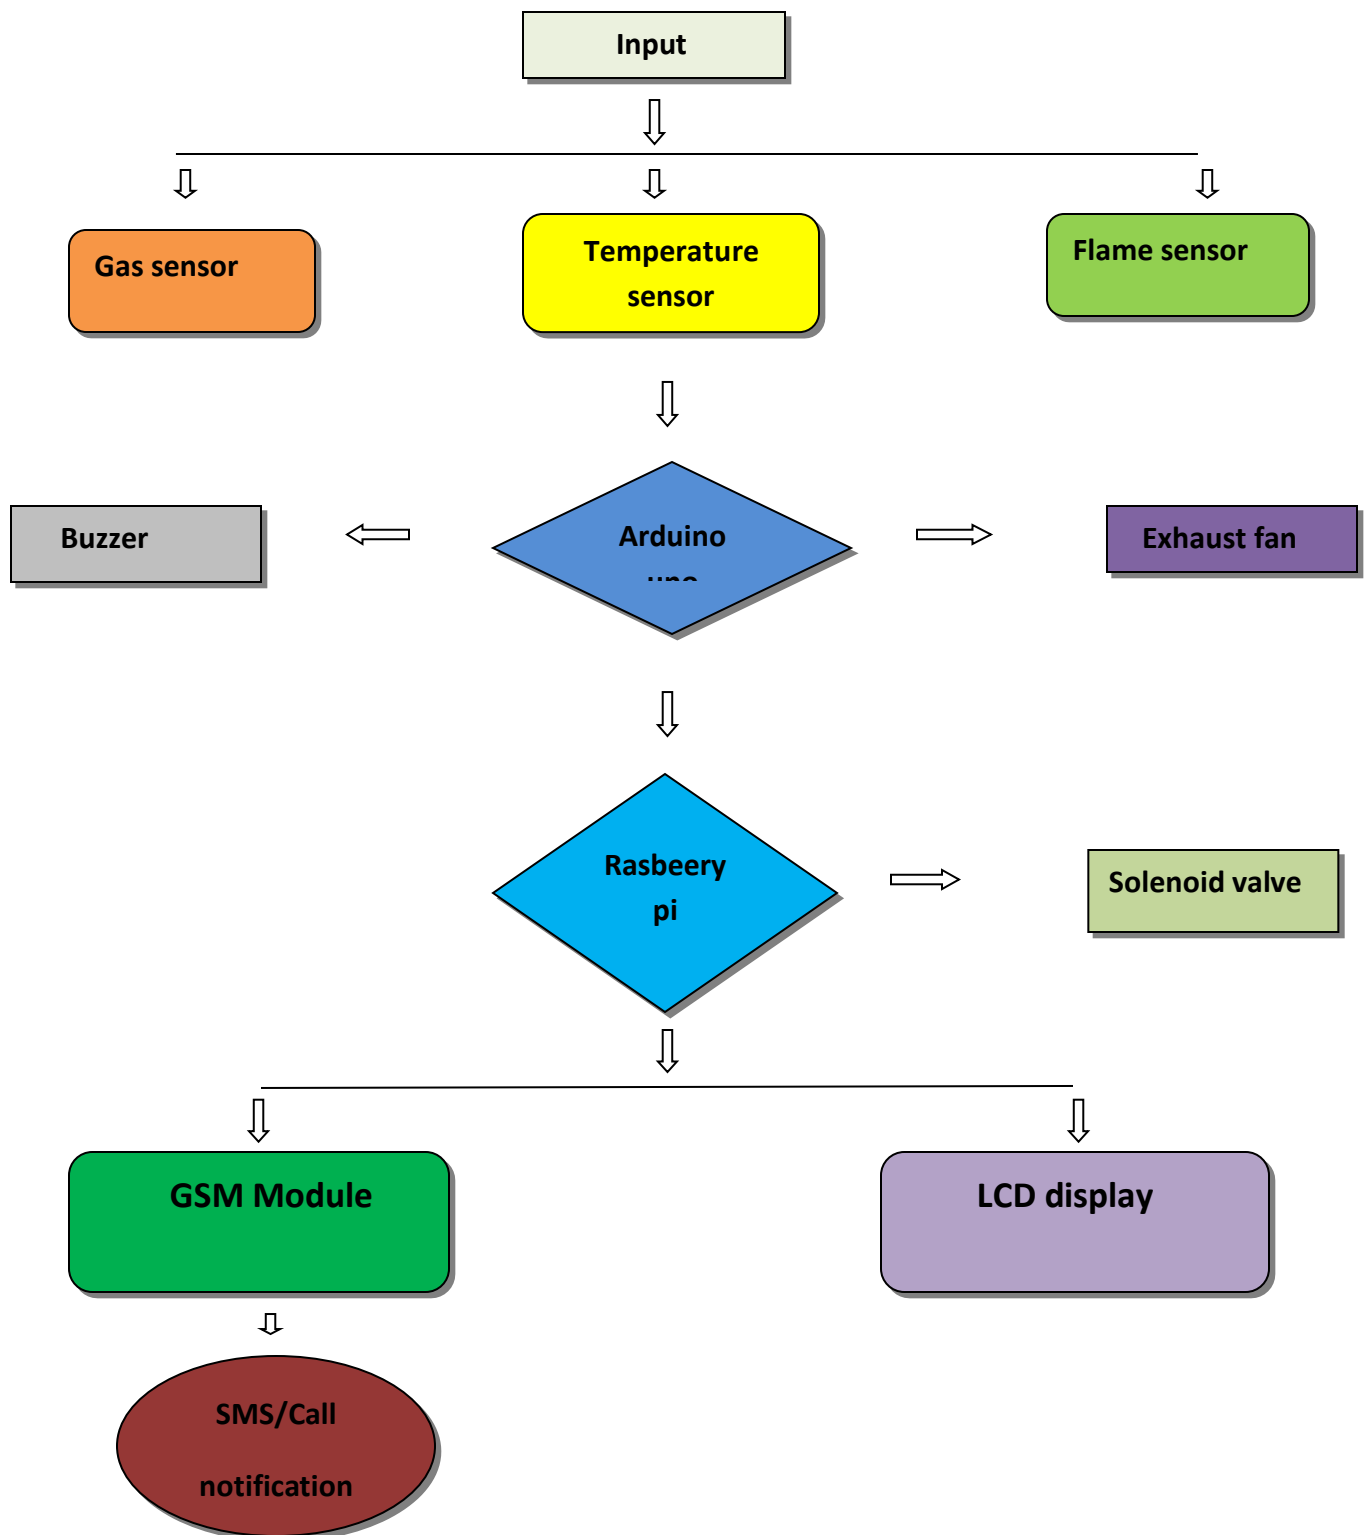 Input
Gas sensor
Temperature
sensor
Flame sensor
Buzzer
Arduino
uno
Exhaust fan
Rasbeery
pi
Solenoid valve
GSM Module
LCD display
SMS/Call
notification